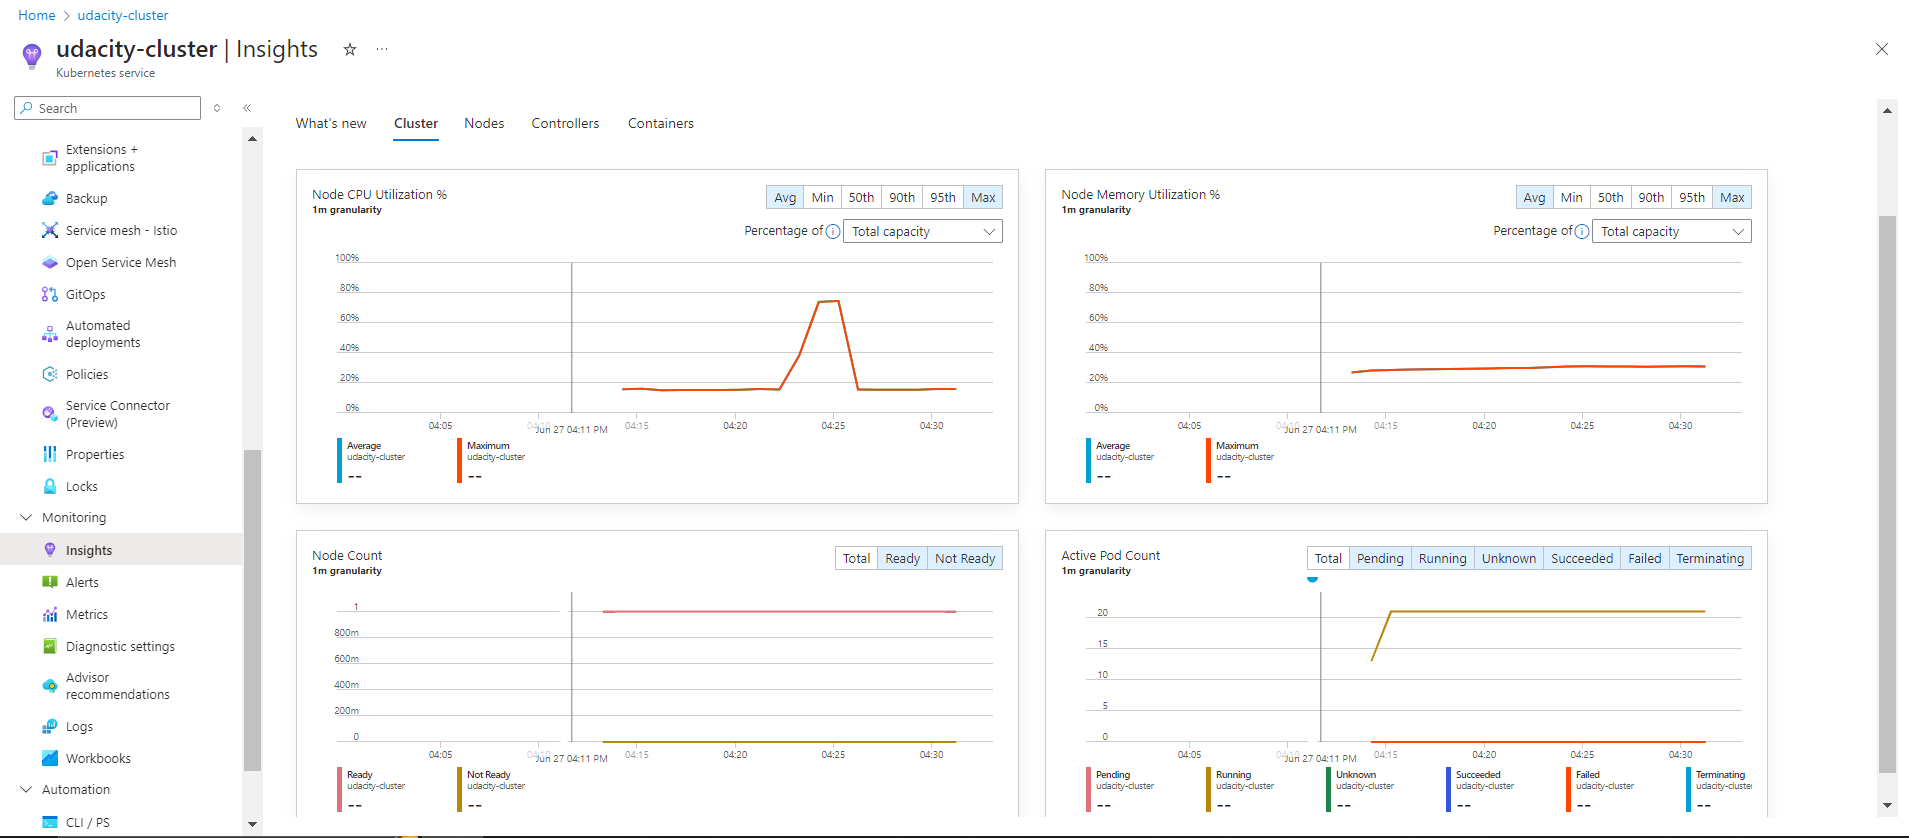 Home > udacity-cluster
udacity-cluster | Insights
Kubernetes service
Search
Extensions +
applications
Backup
Service mesh - Istio
Open Service Mesh
GitOps
Automated
deployments
Policies
Service Connector
(Preview)
Properties
Locks
Monitoring
Insights
Alerts
Metrics
Diagnostic settings
Advisor
recommendations
Logs
Workbooks
Automation
CLI / PS
What's new Cluster Nodes Controllers Containers
Node CPU Utilization %
1m granularity
Avg Min 50th 90th 95th Max
Percentage of Total capacity
100%
80%
60%
40%
20%
0%
04:05 04:10 04:15 04:20 04:25 04:30
Jun 27 04:11 PM
Average Maximum
udacity-cluster udacity-cluster
-- --
Node Memory Utilization %
1m granularity
Avg Min 50th 90th 95th Max
Percentage of Total capacity
100%
80%
60%
40%
20%
0%
04:05 04:10 04:15 04:20 04:25 04:30
Jun 27 04:11 PM
Average Maximum
udacity-cluster udacity-cluster
-- --
Node Count
1m granularity
Total Ready Not Ready
1
800m
600m
400m
200m
0
04:05 04:10 04:15 04:20 04:25 04:30
Jun 27 04:11 PM
Ready Not Ready
udacity-cluster udacity-cluster
-- --
Active Pod Count
1m granularity
Total Pending Running Unknown Succeeded Failed Terminating
20
15
10
5
0
04:05 04:10 04:15 04:20 04:25 04:30
Jun 27 04:11 PM
Pending Running Unknown Succeeded Failed Terminating
udacity-cluster udacity-cluster udacity-cluster udacity-cluster udacity-cluster udacity-cluste
-- -- -- -- -- --